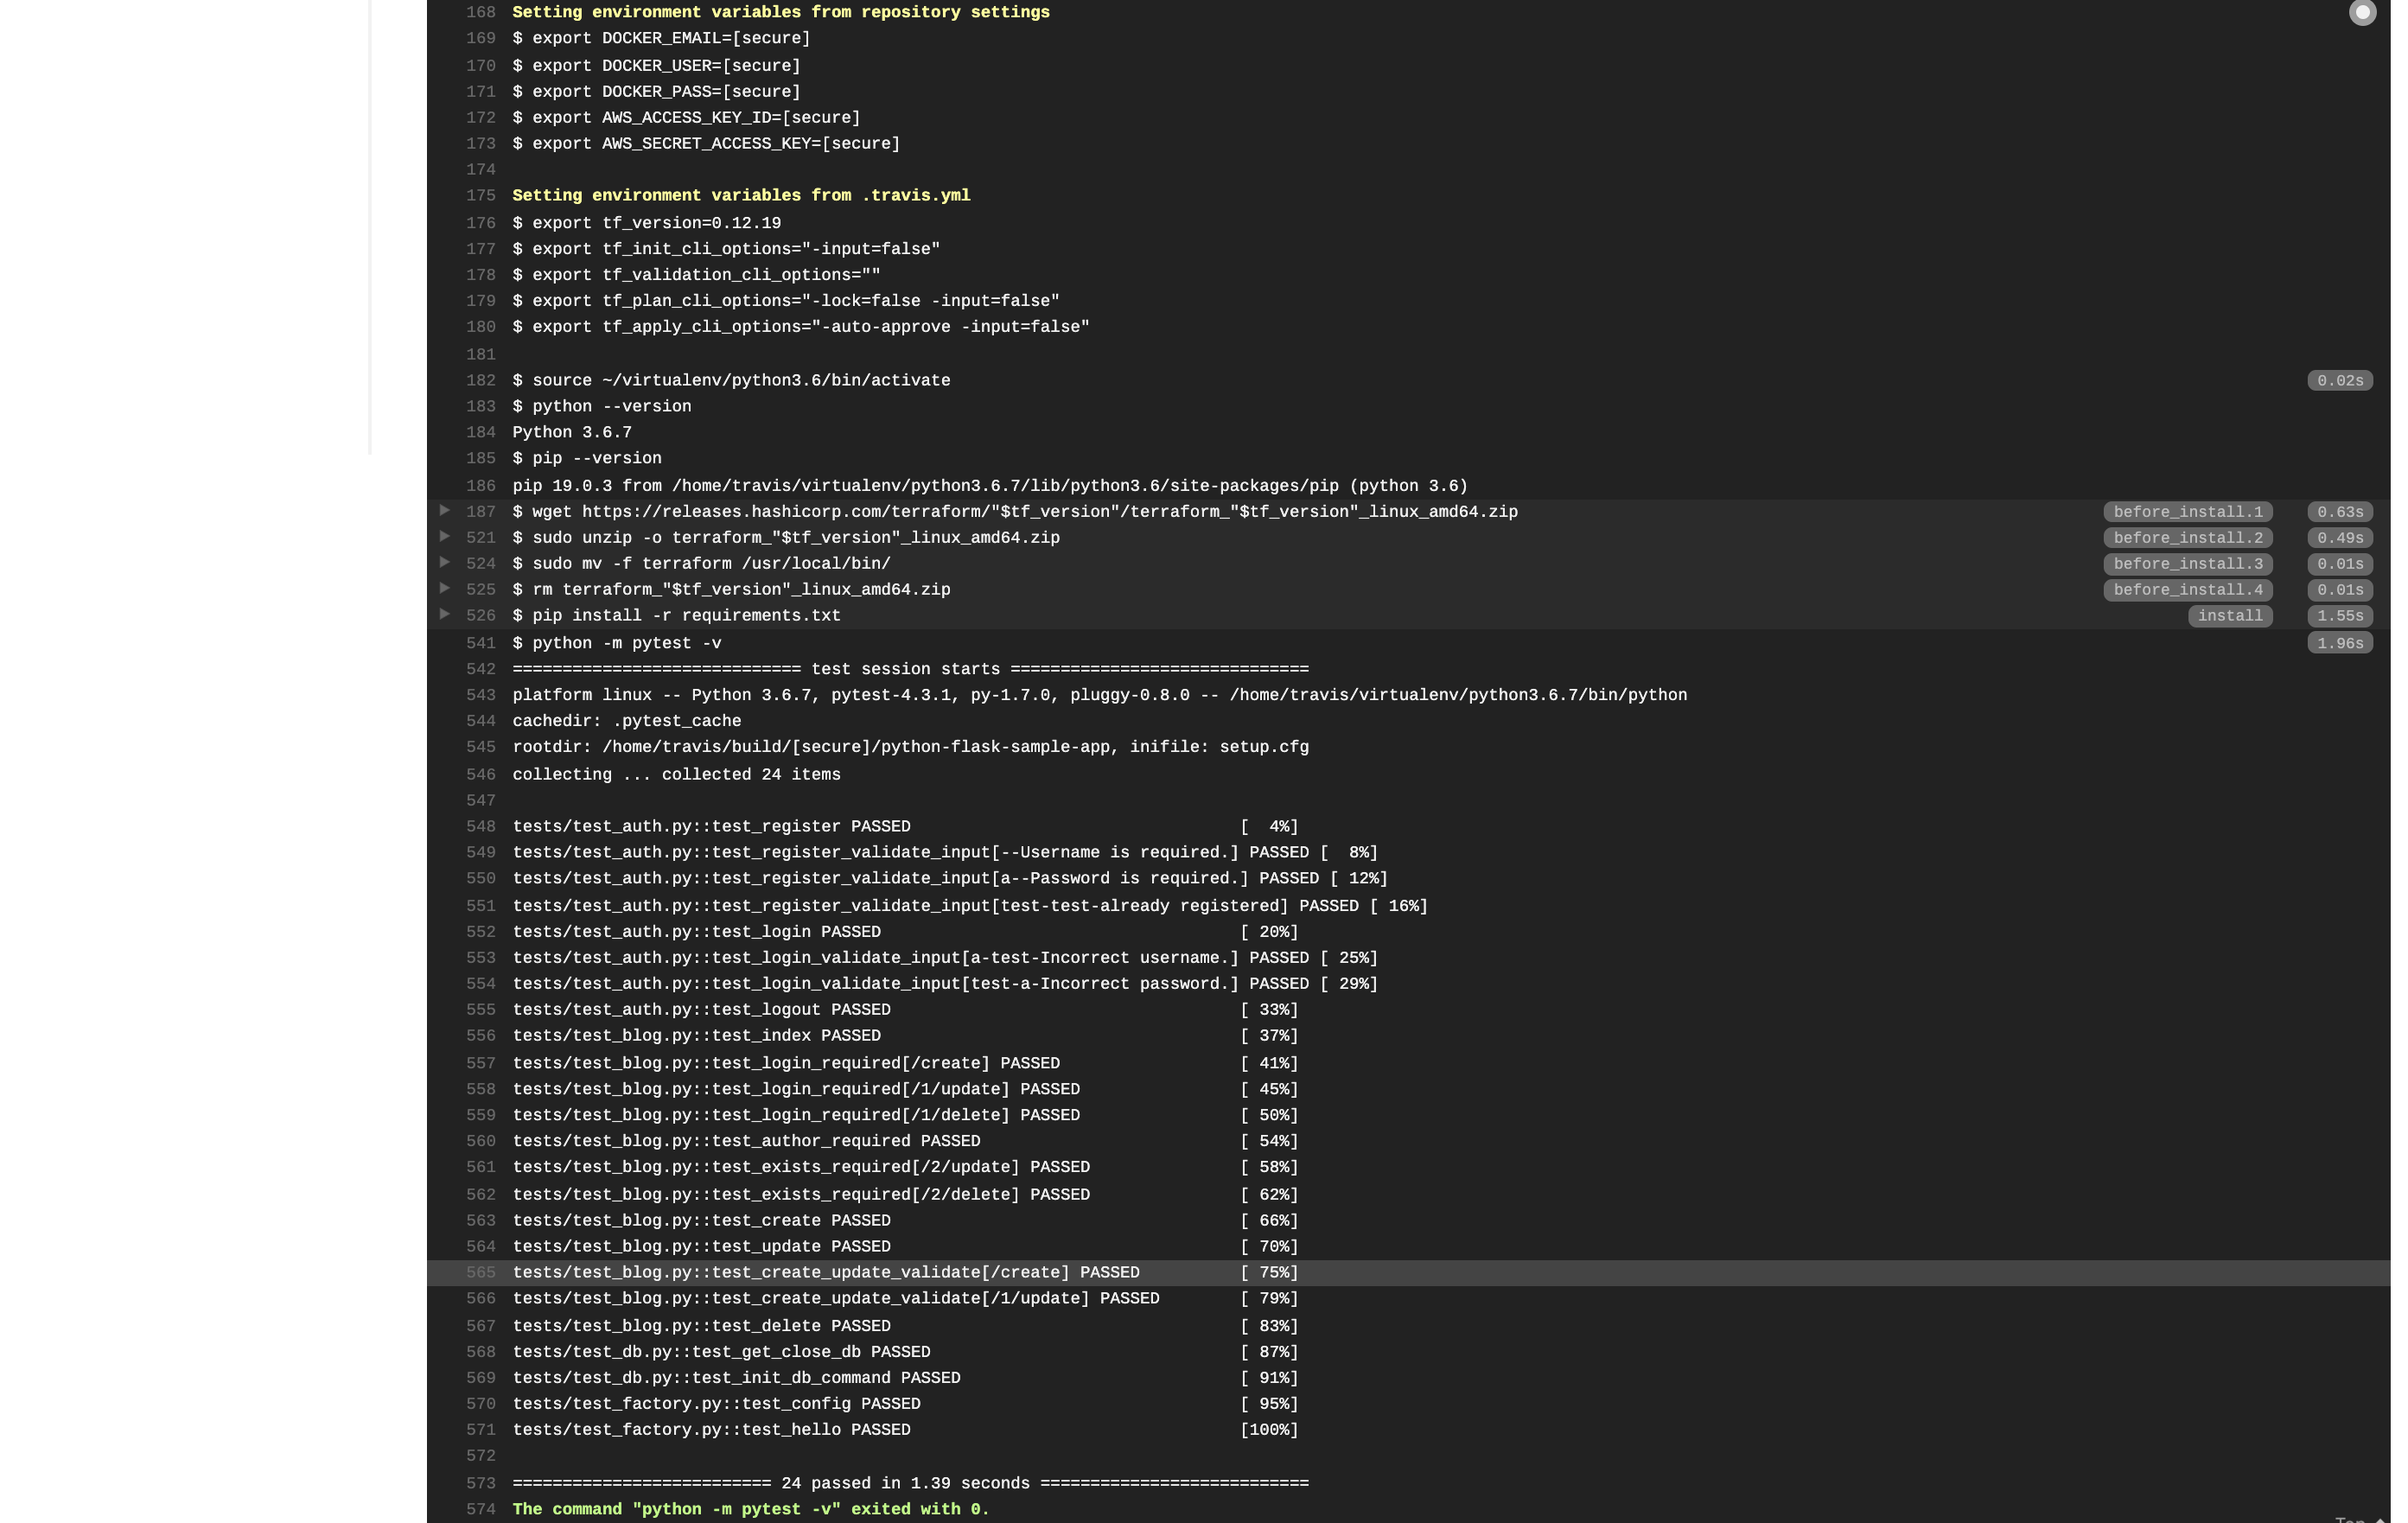 168 Setting environment variables from repository settings
169 $ export DOCKER_EMAIL=[secure]
170 $ export DOCKER_USER=[secure]
171 $ export DOCKER_PASS=[secure]
172 $ export AWS_ACCESS_KEY_ID=[secure]
173 $ export AWS_SECRET_ACCESS_KEY=[secure]
174
175 Setting environment variables from .travis.yml
176 $ export tf_version=0.12.19
177 $ export tf_init_cli_options="-input=false"
178 $ export tf_validation_cli_options=""
179 $ export tf_plan_cli_options="-lock=false -input=false"
180 $ export tf_apply_cli_options="-auto-approve -input=false"
181
182 $ source ~/virtualenv/python3.6/bin/activate 0.02s
183 $ python --version
184 Python 3.6.7
185 $ pip --version
186 pip 19.0.3 from /home/travis/virtualenv/python3.6.7/lib/python3.6/site-packages/pip (python 3.6)
187 $ wget https://releases.hashicorp.com/terraform/"$tf_version"/terraform_"$tf_version"_linux_amd64.zip before_install.1 0.63s
521 $ sudo unzip -o terraform_"$tf_version"_linux_amd64.zip before_install.2 0.49s
524 $ sudo mv -f terraform /usr/local/bin/ before_install.3 0.01s
525 $ rm terraform_"$tf_version"_linux_amd64.zip before_install.4 0.01s
526 $ pip install -r requirements.txt install 1.55s
541 $ python -m pytest -v 1.96s
542 ============================= test session starts ==============================
543 platform linux -- Python 3.6.7, pytest-4.3.1, py-1.7.0, pluggy-0.8.0 -- /home/travis/virtualenv/python3.6.7/bin/python
544 cachedir: .pytest_cache
545 rootdir: /home/travis/build/[secure]/python-flask-sample-app, inifile: setup.cfg
546 collecting ... collected 24 items
547
548 tests/test_auth.py::test_register PASSED [  4%]
549 tests/test_auth.py::test_register_validate_input[--Username is required.] PASSED [  8%]
550 tests/test_auth.py::test_register_validate_input[a--Password is required.] PASSED [ 12%]
551 tests/test_auth.py::test_register_validate_input[test-test-already registered] PASSED [ 16%]
552 tests/test_auth.py::test_login PASSED [ 20%]
553 tests/test_auth.py::test_login_validate_input[a-test-Incorrect username.] PASSED [ 25%]
554 tests/test_auth.py::test_login_validate_input[test-a-Incorrect password.] PASSED [ 29%]
555 tests/test_auth.py::test_logout PASSED [ 33%]
556 tests/test_blog.py::test_index PASSED [ 37%]
557 tests/test_blog.py::test_login_required[/create] PASSED [ 41%]
558 tests/test_blog.py::test_login_required[/1/update] PASSED [ 45%]
559 tests/test_blog.py::test_login_required[/1/delete] PASSED [ 50%]
560 tests/test_blog.py::test_author_required PASSED [ 54%]
561 tests/test_blog.py::test_exists_required[/2/update] PASSED [ 58%]
562 tests/test_blog.py::test_exists_required[/2/delete] PASSED [ 62%]
563 tests/test_blog.py::test_create PASSED [ 66%]
564 tests/test_blog.py::test_update PASSED [ 70%]
565 tests/test_blog.py::test_create_update_validate[/create] PASSED [ 75%]
566 tests/test_blog.py::test_create_update_validate[/1/update] PASSED [ 79%]
567 tests/test_blog.py::test_delete PASSED [ 83%]
568 tests/test_db.py::test_get_close_db PASSED [ 87%]
569 tests/test_db.py::test_init_db_command PASSED [ 91%]
570 tests/test_factory.py::test_config PASSED [ 95%]
571 tests/test_factory.py::test_hello PASSED [100%]
572
573 ========================== 24 passed in 1.39 seconds ===========================
574 The command "python -m pytest -v" exited with 0.